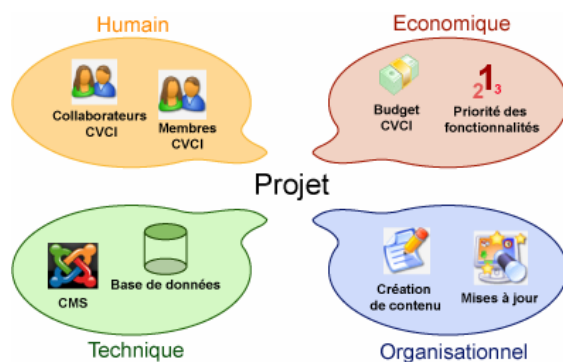 Humain
Economique
Collaborateurs
CVCI
Membres
CVCI
Budget
CVCI
2 1 3
Priorité des
fonctionnalités
Projet
CMS
Base de données
Création
de contenu
Mises à jour
Technique
Organisationnel